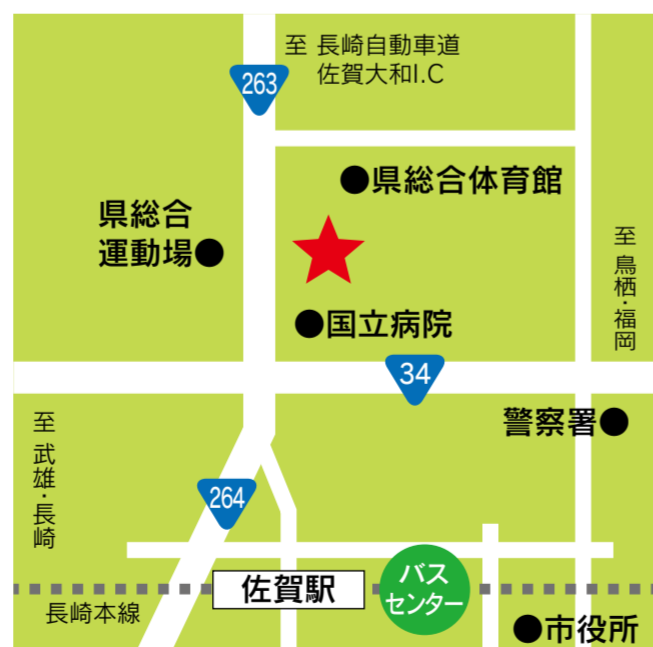 至 長崎自動車道
佐賀大和I.C
263
●県総合体育館
県総合
運動場●
至 鳥栖・福岡
●国立病院
34
警察署●
至 武雄・長崎
264
佐賀駅
バス
センター
長崎本線
●市役所